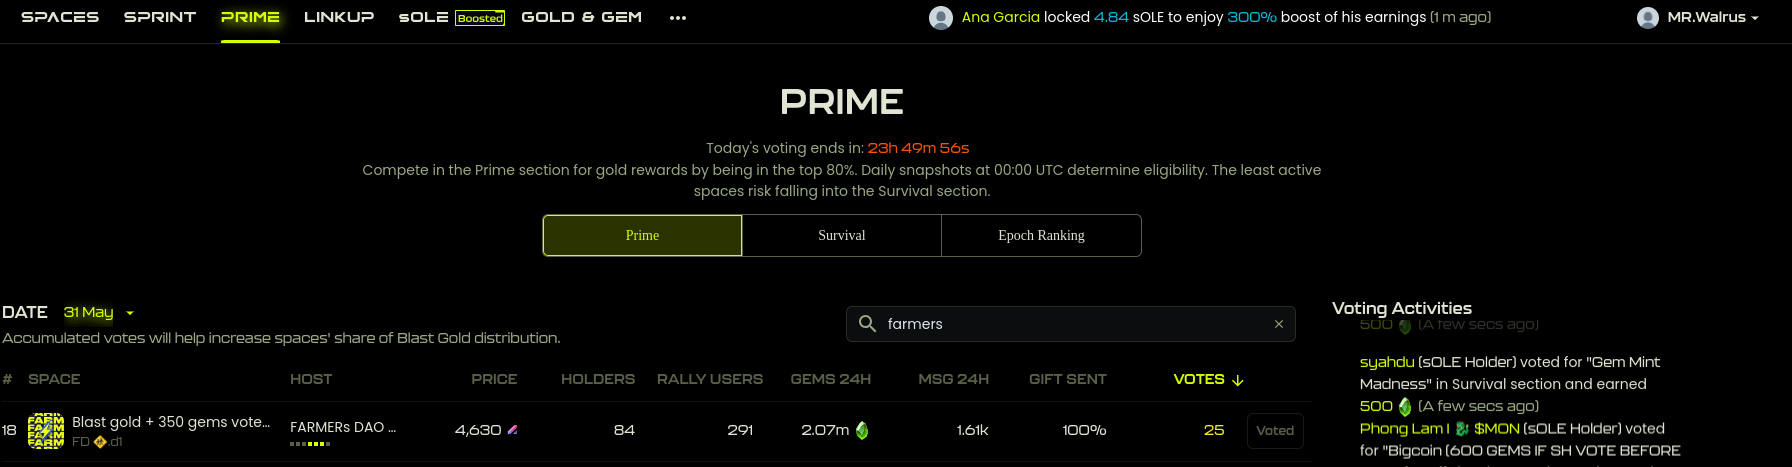 SPACES SPRINT PRIME LINKUP sOLE Boosted GOLD & GEM ••• Ana Garcia locked 4.84 sOLE to enjoy 300% boost of his earnings (1 m ago) MR.Walrus
PRIME
Today's voting ends in: 23h 49m 56s
Compete in the Prime section for gold rewards by being in the top 80%. Daily snapshots at 00:00 UTC determine eligibility. The least active
spaces risk falling into the Survival section.
Prime Survival Epoch Ranking
DATE 31 May
Accumulated votes will help increase spaces' share of Blast Gold distribution.
farmers
# SPACE HOST PRICE HOLDERS RALLY USERS GEMS 24H MSG 24H GIFT SENT VOTES
18 FARM Blast gold + 350 gems vote... FARMERs DAO ... 4,630 84 291 2.07m 1.61k 100% 25 Voted
FD .d1
Voting Activities
500 (A few secs ago)
syahdu (sOLE Holder) voted for "Gem Mint
Madness" in Survival section and earned
500 (A few secs ago)
Phong Lam I $MON (sOLE Holder) voted
for "Bigcoin (600 GEMS IF SH VOTE BEFORE